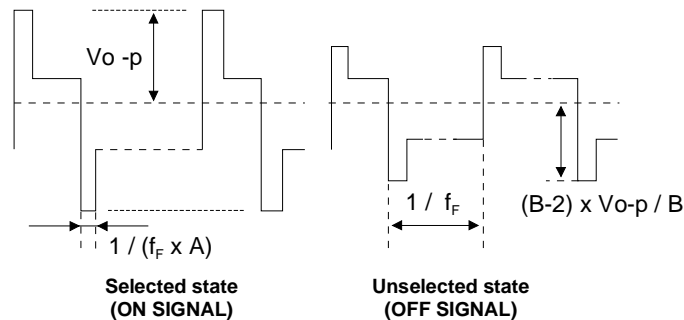 Vo -p
1 / (fF x A)
1 / fF
(B-2) x Vo-p / B
Selected state
(ON SIGNAL)
Unselected state
(OFF SIGNAL)